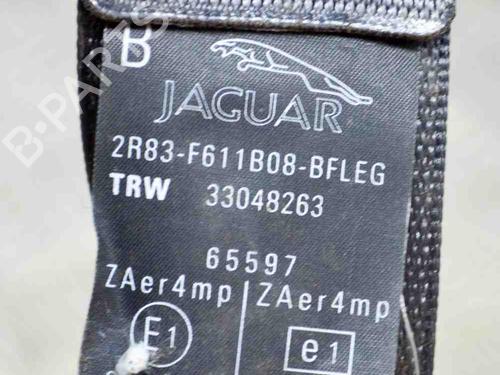 B
JAGUAR
2R83-F611B08-BFLEG
TRW 33048263
65597
ZAer4mp ZAer4mp
E1 e1
B-PARTS